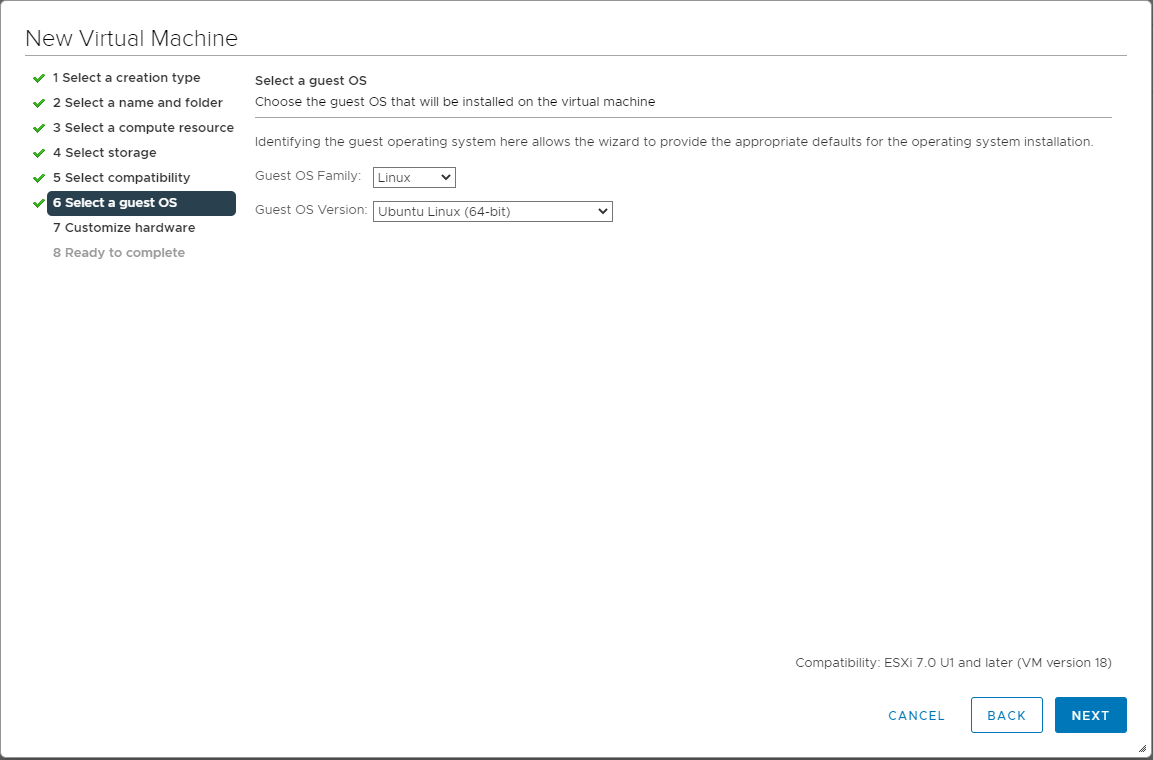 New Virtual Machine
1 Select a creation type
2 Select a name and folder
3 Select a compute resource
4 Select storage
5 Select compatibility
6 Select a guest OS
7 Customize hardware
8 Ready to complete
Select a guest OS
Choose the guest OS that will be installed on the virtual machine
Identifying the guest operating system here allows the wizard to provide the appropriate defaults for the operating system installation.
Guest OS Family: Linux
Guest OS Version: Ubuntu Linux (64-bit)
Compatibility: ESXi 7.0 U1 and later (VM version 18)
CANCEL BACK NEXT